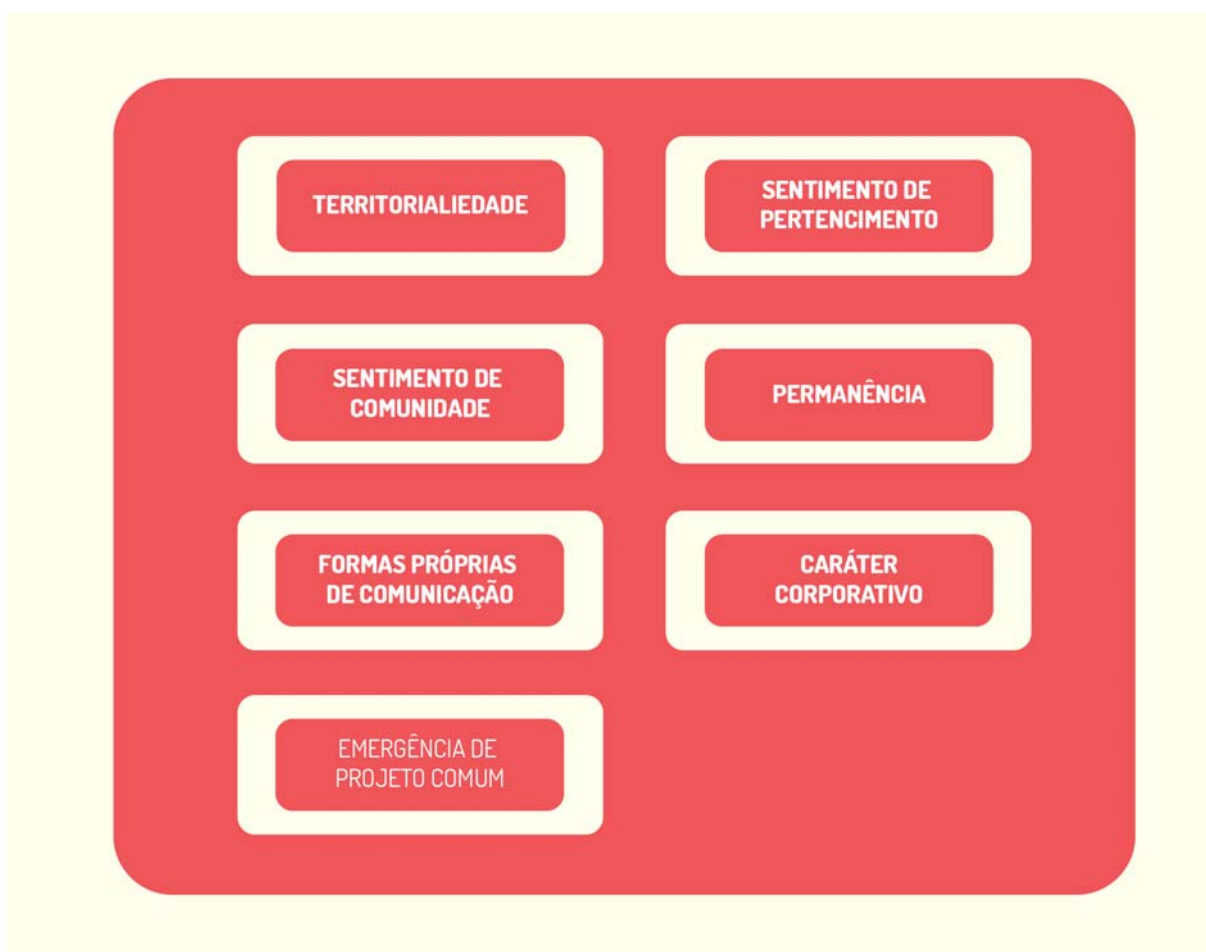 TERRITORIALIEDADE
SENTIMENTO DE
PERTENCIMENTO
SENTIMENTO DE
COMUNIDADE
PERMANÊNCIA
FORMAS PRÓPRIAS
DE COMUNICAÇÃO
CARÁTER
CORPORATIVO
EMERGÊNCIA DE
PROJETO COMUM